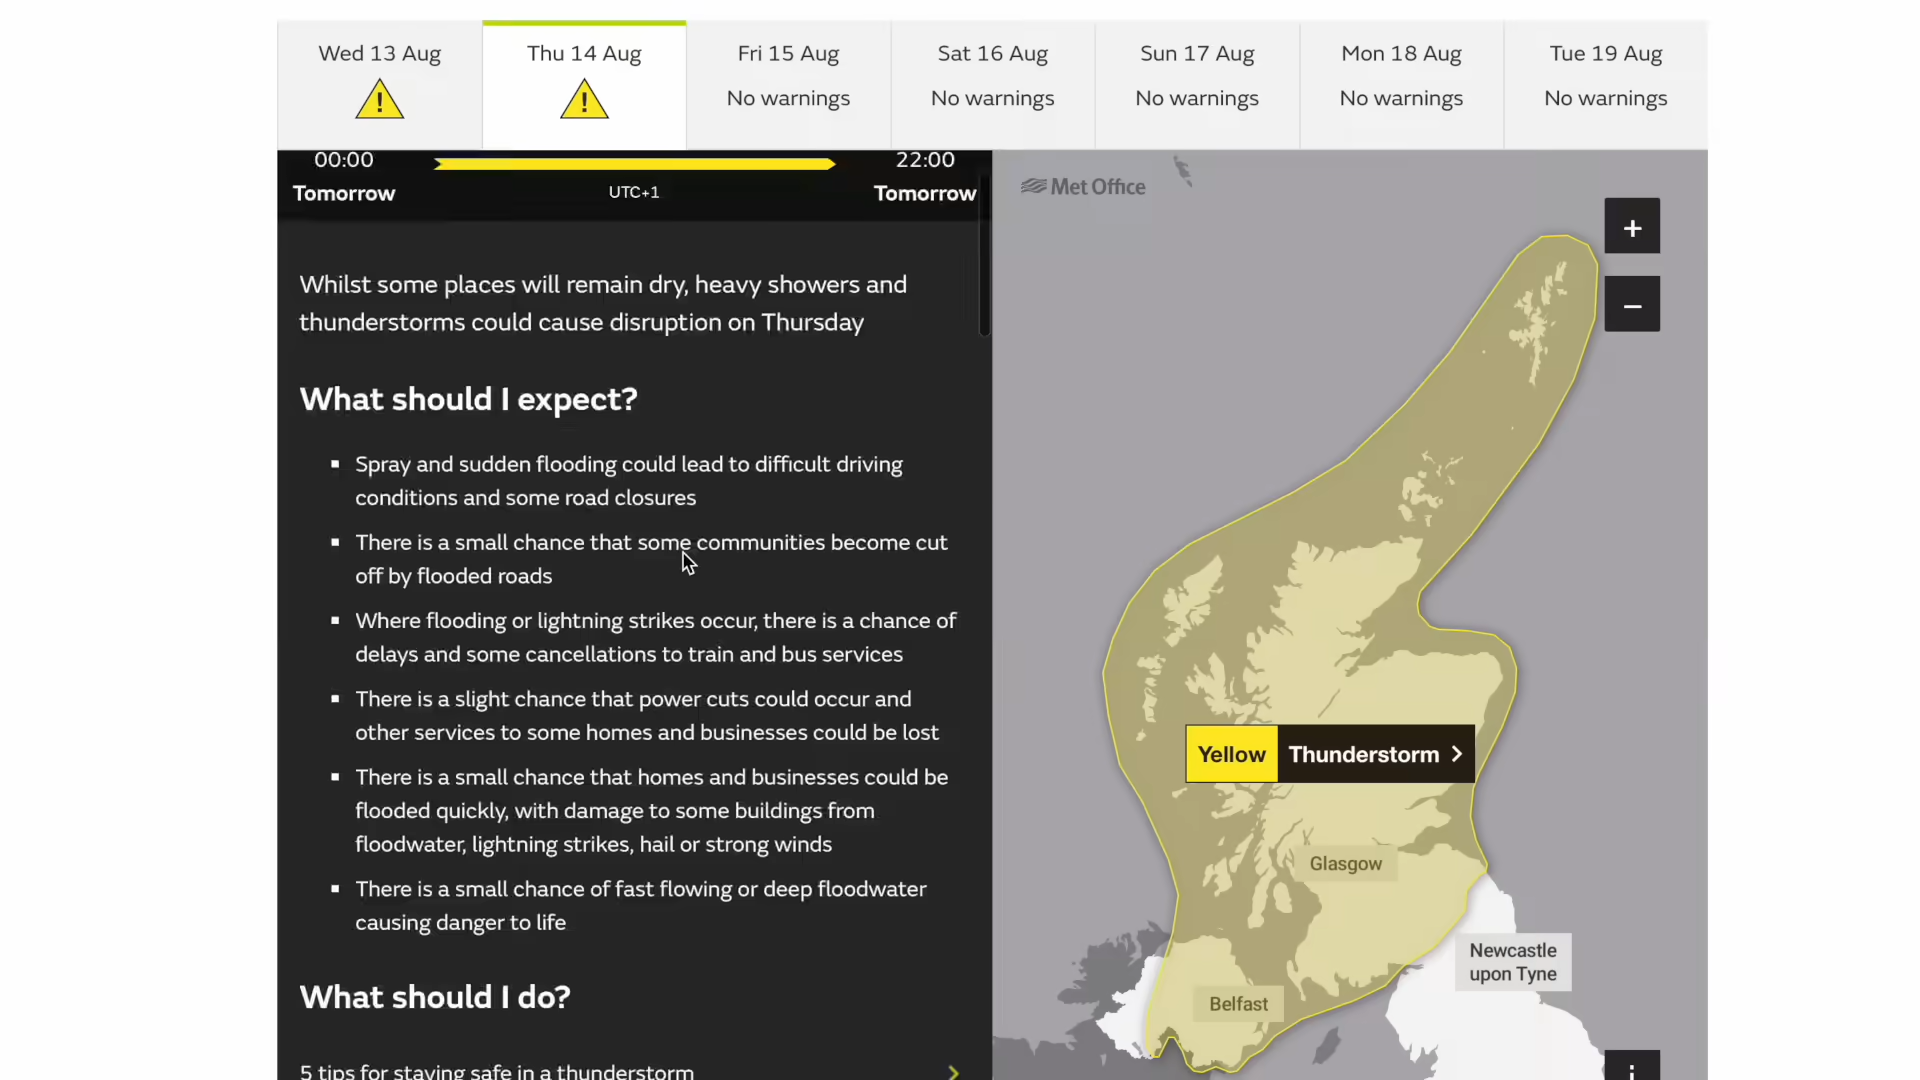 Wed 13 Aug
Thu 14 Aug
Fri 15 Aug
No warnings
Sat 16 Aug
No warnings
Sun 17 Aug
No warnings
Mon 18 Aug
No warnings
Tue 19 Aug
No warnings
00:00
Tomorrow
UTC+1
22:00
Tomorrow
Whilst some places will remain dry, heavy showers and
thunderstorms could cause disruption on Thursday
What should I expect?
Spray and sudden flooding could lead to difficult driving
conditions and some road closures
There is a small chance that some communities become cut
off by flooded roads
Where flooding or lightning strikes occur, there is a chance of
delays and some cancellations to train and bus services
There is a slight chance that power cuts could occur and
other services to some homes and businesses could be lost
There is a small chance that homes and businesses could be
flooded quickly, with damage to some buildings from
floodwater, lightning strikes, hail or strong winds
There is a small chance of fast flowing or deep floodwater
causing danger to life
What should I do?
5 tips for staying safe in a thunderstorm
Met Office
+
−
Yellow Thunderstorm
Glasgow
Newcastle
upon Tyne
Belfast
i